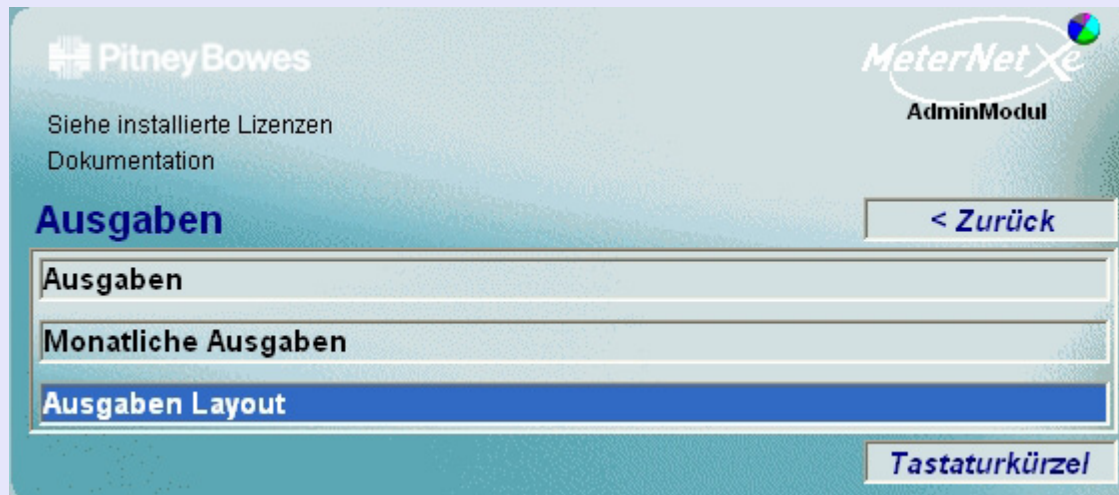 Pitney Bowes
MeterNet Xe
AdminModul
Siehe installierte Lizenzen
Dokumentation
Ausgaben
< Zurück
Ausgaben
Monatliche Ausgaben
Ausgaben Layout
Tastaturkürzel